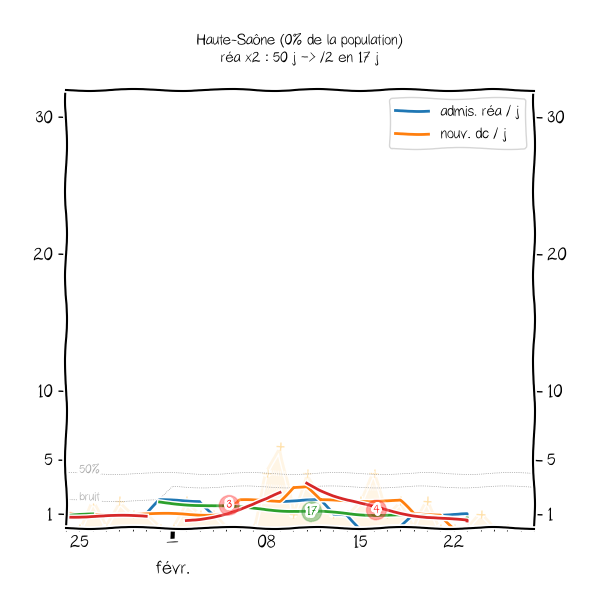 Haute-Saône (0% de la population)
réa x2 : 50 j -> /2 en 17 j
admis. réa / j
nouv. dc / j
30 30
20 20
10 10
5 5
50%
bruit
1 1
3 17 4
25 1 08 15 22
févr.